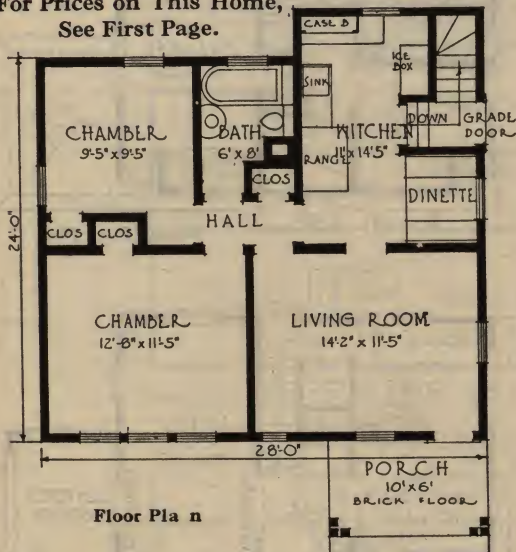 For Prices on This Home,
See First Page.
CASE B
ICE
BOX
SINK
CHAMBER
9'-5" x 9'-5"
BATH
6' x 8'
KITCHEN
11' x 14'5"
DOWN
GRADE
DOOR
RANGE
CLOS
DINETTE
24'-0"
HALL
CLOS
CLOS
CHAMBER
12'-8" x 11'-5"
LIVING ROOM
14'-2" x 11'-5"
28'-0"
PORCH
10' x 6'
BRICK FLOOR
Floor Pla n